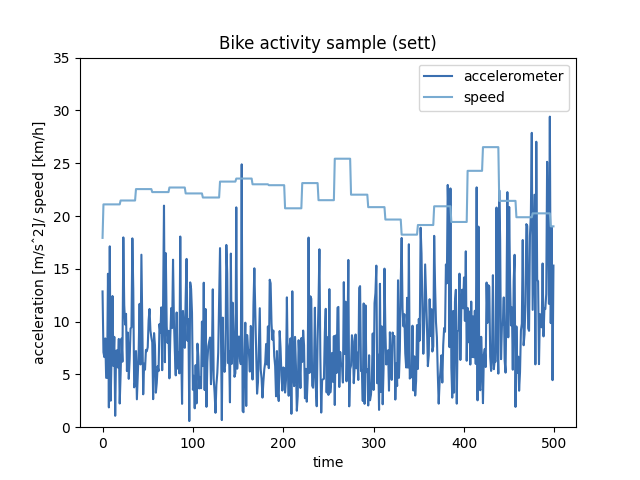 Bike activity sample (sett)
acceleration [m/s^2]/ speed [km/h]
35
30
25
20
15
10
5
0
accelerometer
speed
0
100
200
300
400
500
time